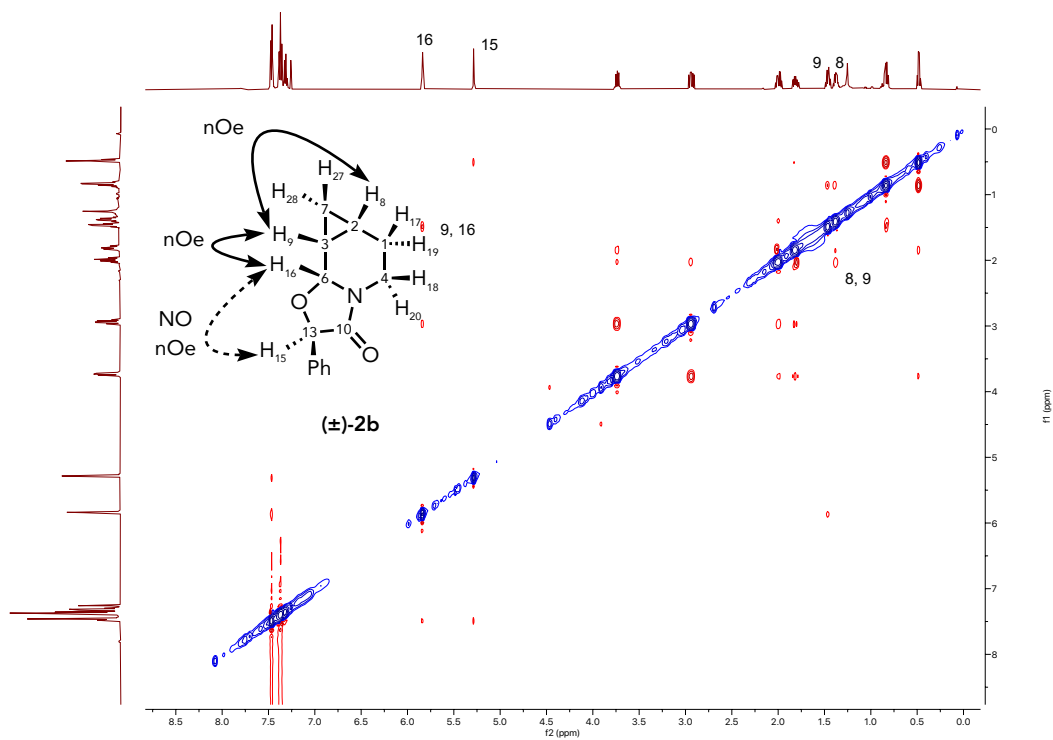 16
15
9
8
nOe
H27
H28
H8
7
2
H17
9, 16
H9
3
H19
nOe
H16
6
4
H18
O
N
H20
NO
nOe
10
13
H15
O
Ph
8, 9
(±)-2b
0
1
2
3
4
5
6
7
8
f1 (ppm)
8.5 8.0 7.5 7.0 6.5 6.0 5.5 5.0 4.5 4.0 3.5 3.0 2.5 2.0 1.5 1.0 0.5 0.0
f2 (ppm)